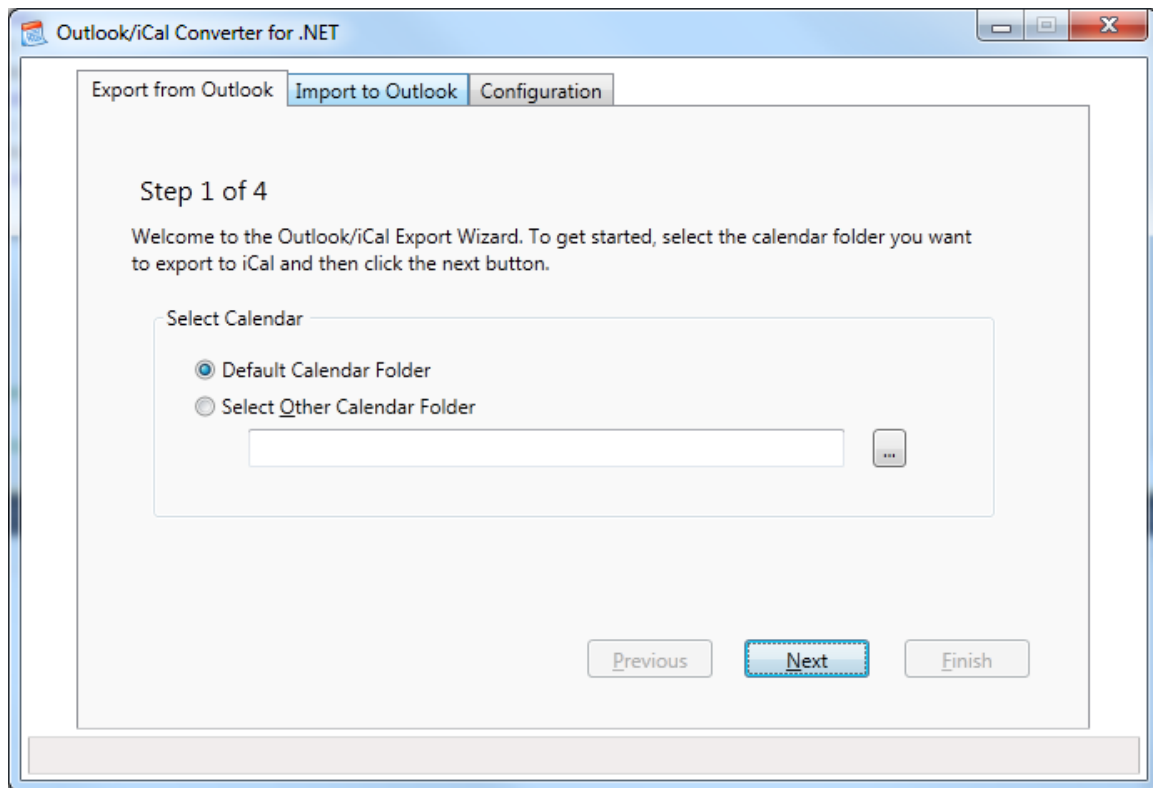 Outlook/iCal Converter for .NET
Export from Outlook
Import to Outlook
Configuration
Step 1 of 4
Welcome to the Outlook/iCal Export Wizard. To get started, select the calendar folder you want
to export to iCal and then click the next button.
Select Calendar
Default Calendar Folder
Select Other Calendar Folder
...
Previous
Next
Finish